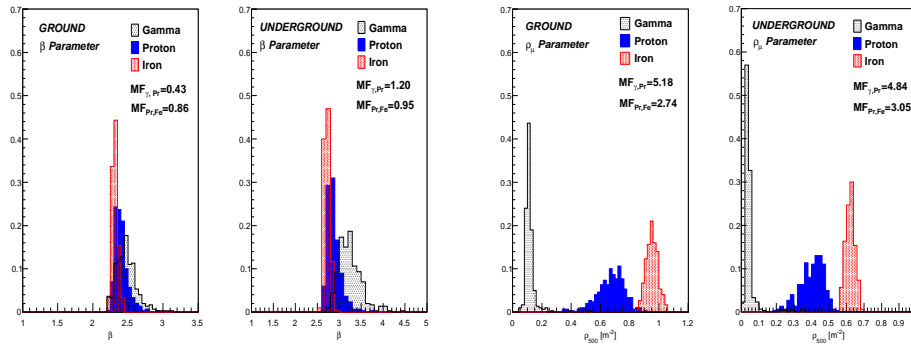 GROUND
β Parameter
Gamma
Proton
Iron
MFγ, Pr=0.43
MFPr,Fe=0.86
0.7
0.6
0.5
0.4
0.3
0.2
0.1
0
1 1.5 2 2.5 3 3.5
β
UNDERGROUND
β Parameter
Gamma
Proton
Iron
MFγ, Pr=1.20
MFPr,Fe=0.95
0.7
0.6
0.5
0.4
0.3
0.2
0.1
0
1 1.5 2 2.5 3 3.5 4 4.5 5
β
GROUND
ρμ Parameter
Gamma
Proton
Iron
MFγ,Pr=5.18
MFPr,Fe=2.74
0.7
0.6
0.5
0.4
0.3
0.2
0.1
0
0 0.2 0.4 0.6 0.8 1 1.2
ρ500 [m-2]
UNDERGROUND
ρμ Parameter
Gamma
Proton
Iron
MFγ,Pr=4.84
MFPr,Fe=3.05
0.7
0.6
0.5
0.4
0.3
0.2
0.1
0
0 0.1 0.2 0.3 0.4 0.5 0.6 0.7 0.8 0.9
ρ500 [m-2]